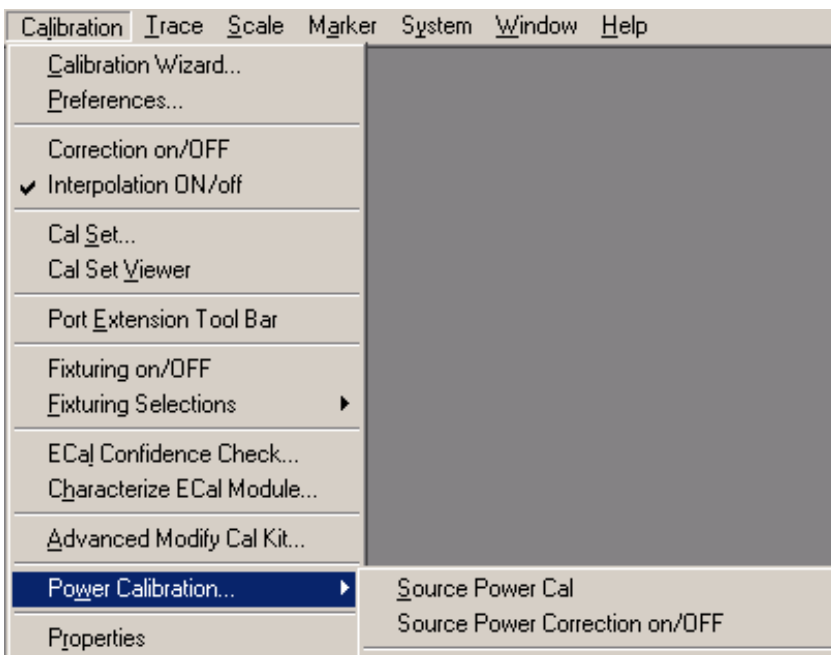 Calibration Trace Scale Marker System Window Help
Calibration Wizard...
Preferences...
Correction on/OFF
Interpolation ON/off
Cal Set...
Cal Set Viewer
Port Extension Tool Bar
Fixturing on/OFF
Fixturing Selections
ECal Confidence Check...
Characterize ECal Module...
Advanced Modify Cal Kit...
Power Calibration...
Source Power Cal
Source Power Correction on/OFF
Properties